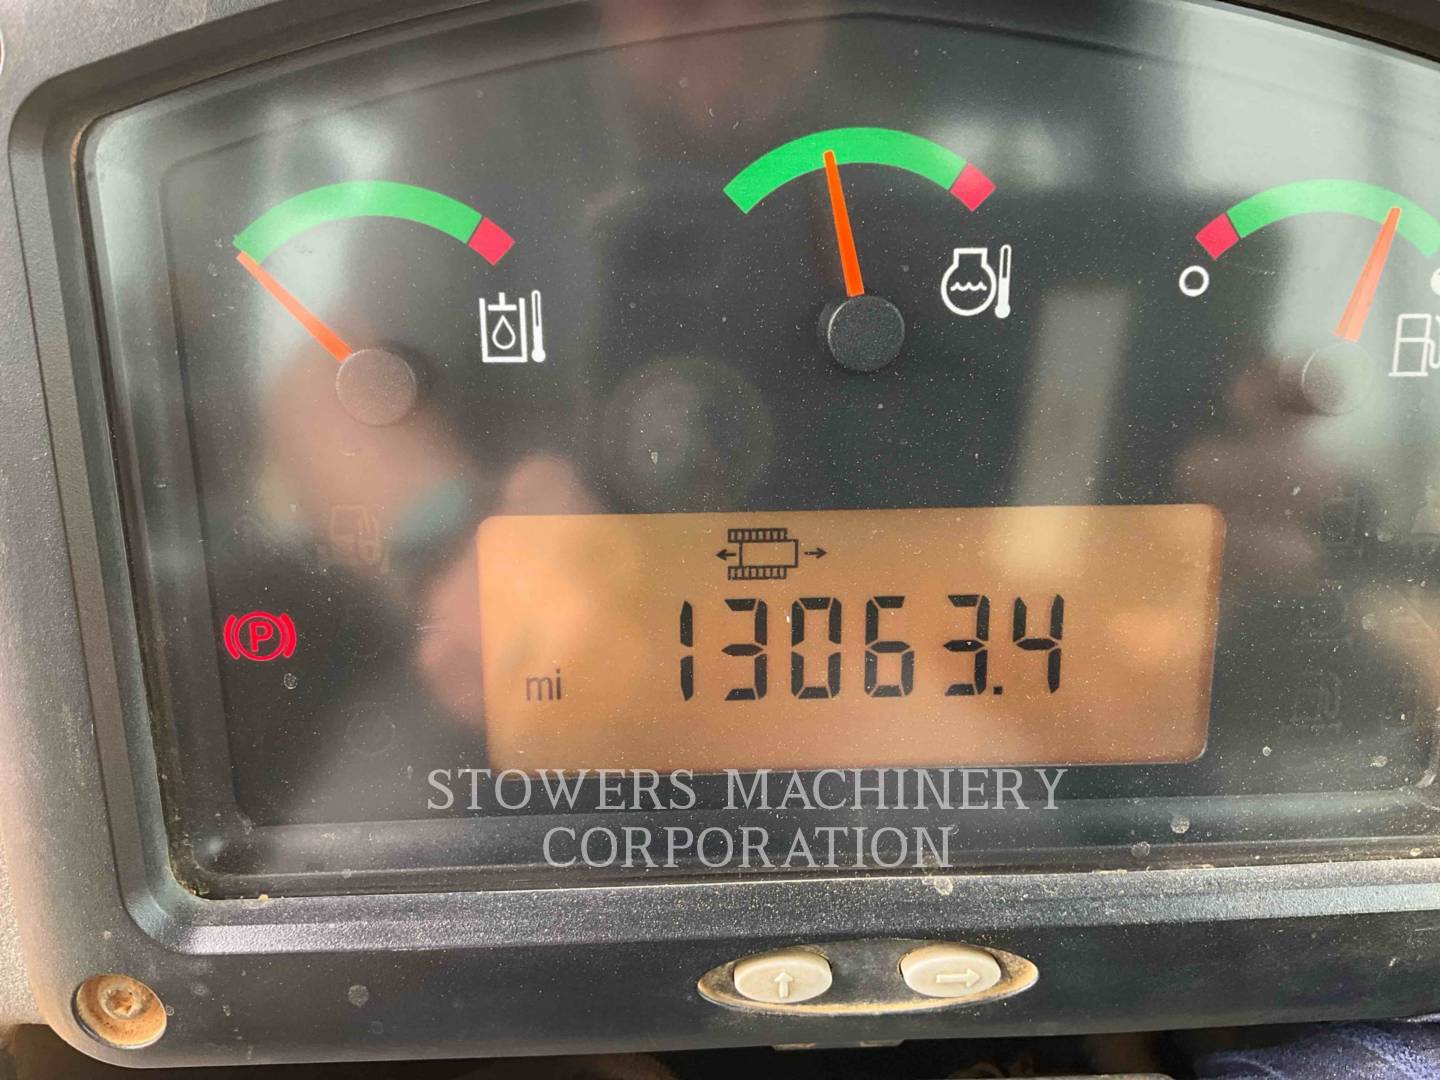 P
mi 13063.4
STOWERS MACHINERY
CORPORATION